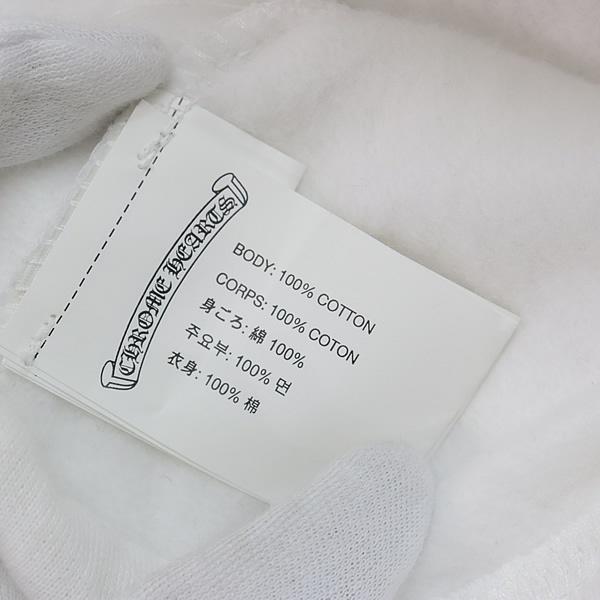 CHROME HEARTS
BODY: 100% COTTON
CORPS: 100% COTON
身ごろ: 綿 100%
주요부: 100% 면
衣身: 100% 棉